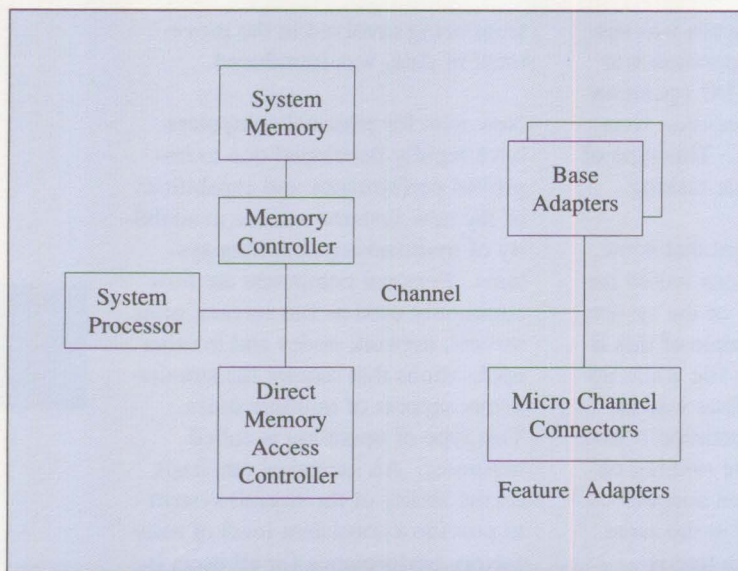 System
Memory
Memory
Controller
Base
Adapters
System
Processor
Channel
Direct
Memory
Access
Controller
Micro Channel
Connectors
Feature Adapters